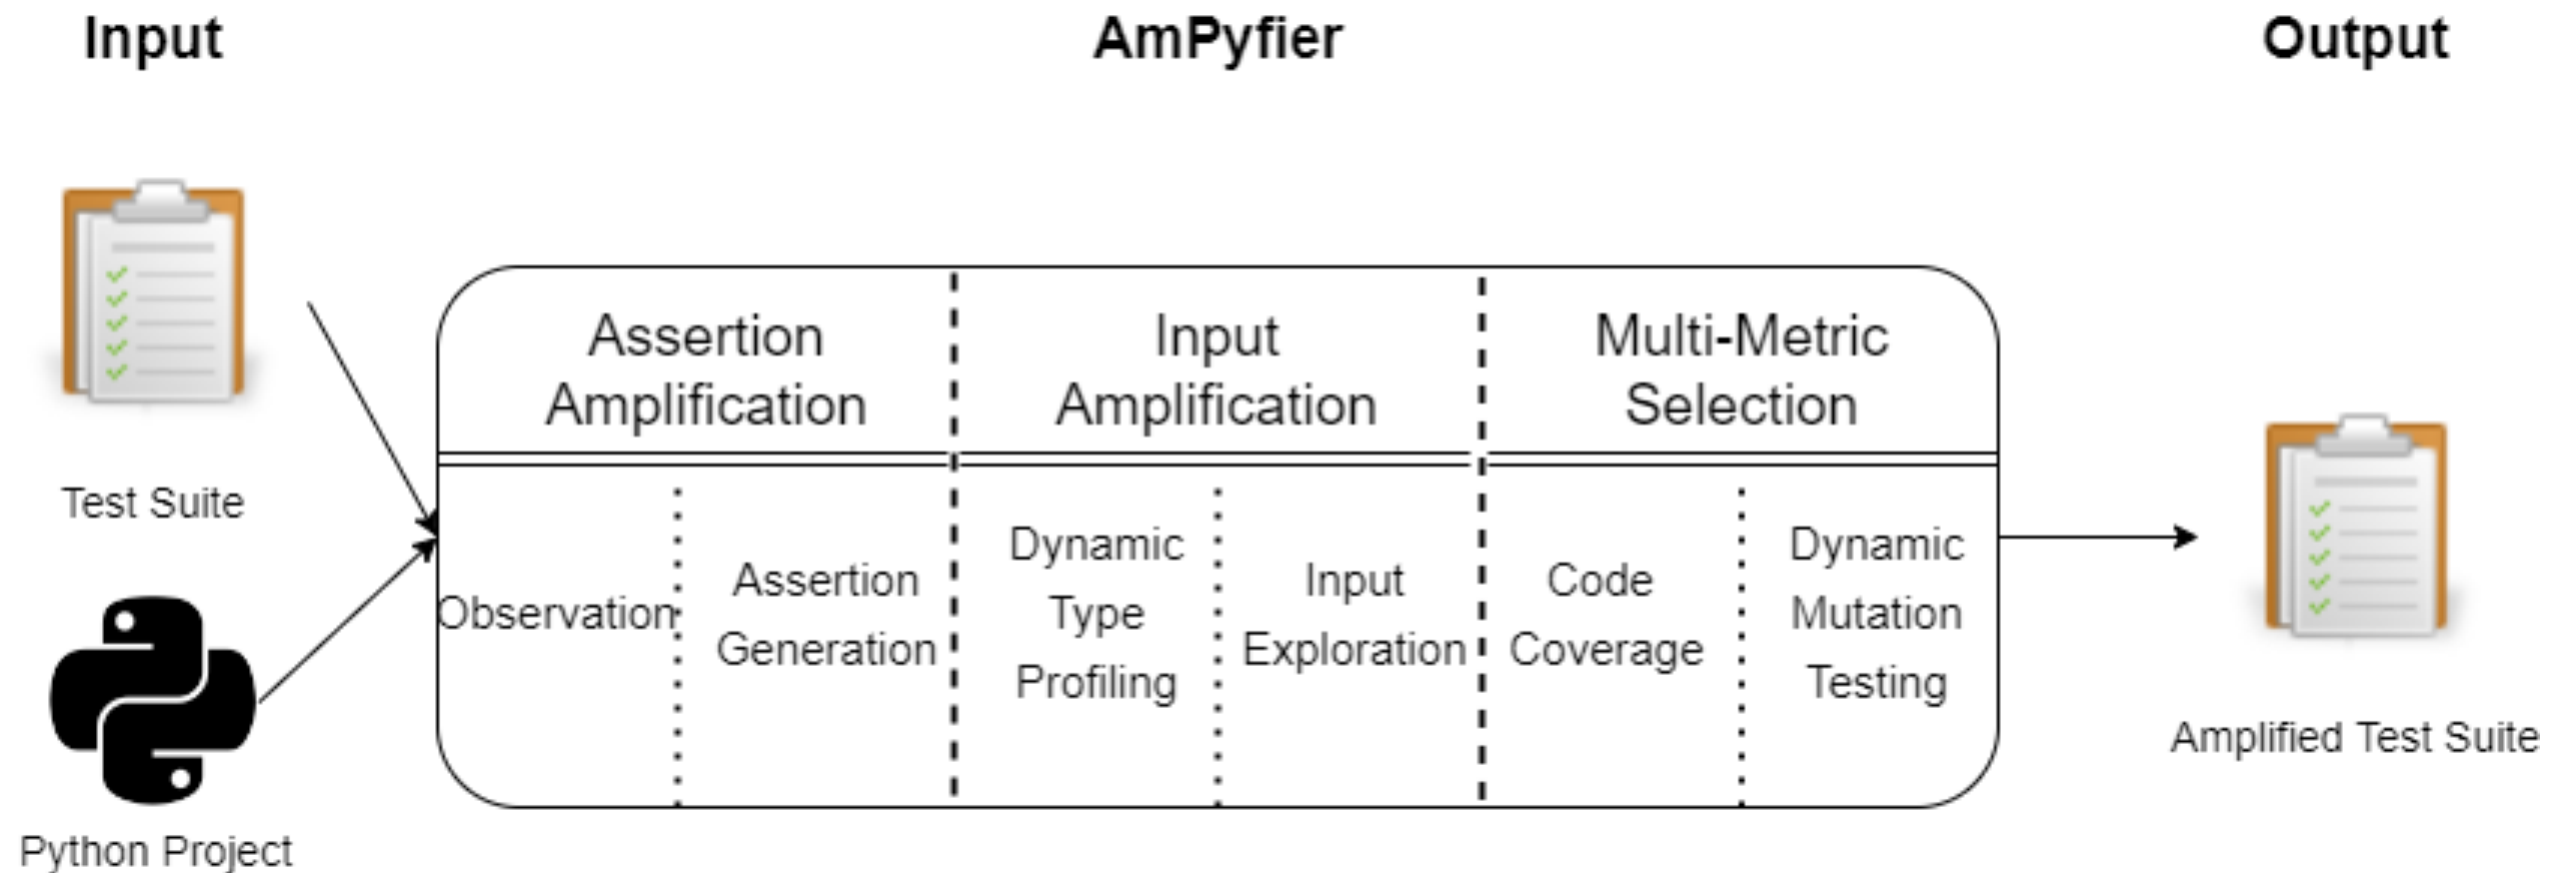 Input
AmPyfier
Output
Test Suite
Python Project
Assertion
Amplification
Input
Amplification
Multi-Metric
Selection
Observation
Assertion
Generation
Dynamic
Type
Profiling
Input
Exploration
Code
Coverage
Dynamic
Mutation
Testing
Amplified Test Suite